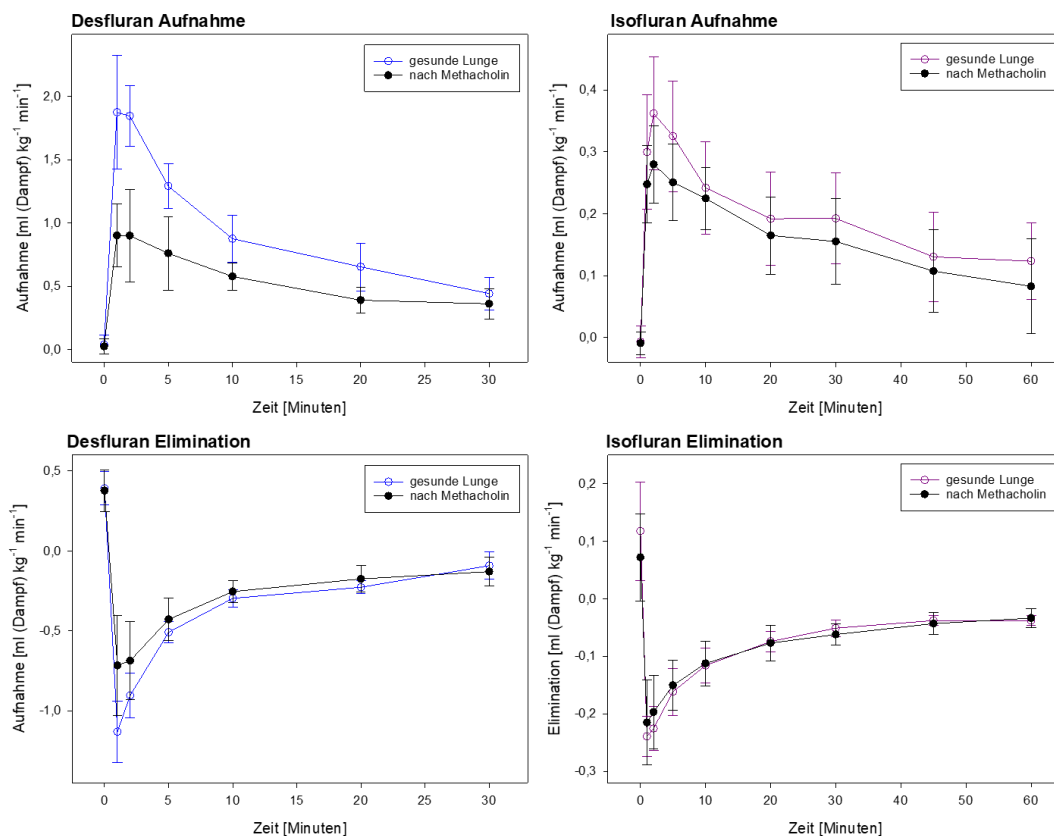 Desfluran Aufnahme
Aufnahme [ml (Dampf) kg⁻¹ min⁻¹]
2,0
1,5
1,0
0,5
0,0
gesunde Lunge
nach Methacholin
0 5 10 20 30
Zeit [Minuten]
Isofluran Aufnahme
Aufnahme [ml (Dampf) kg⁻¹ min⁻¹]
0,4
0,3
0,2
0,1
0,0
gesunde Lunge
nach Methacholin
0 10 20 30 40 50 60
Zeit [Minuten]
Desfluran Elimination
Aufnahme [ml (Dampf) kg⁻¹ min⁻¹]
0,5
0,0
-0,5
-1,0
gesunde Lunge
nach Methacholin
0 5 10 20 30
Zeit [Minuten]
Isofluran Elimination
Elimination [ml (Dampf) kg⁻¹ min⁻¹]
0,2
0,1
0,0
-0,1
-0,2
-0,3
gesunde Lunge
nach Methacholin
0 10 20 30 40 50 60
Zeit [Minuten]